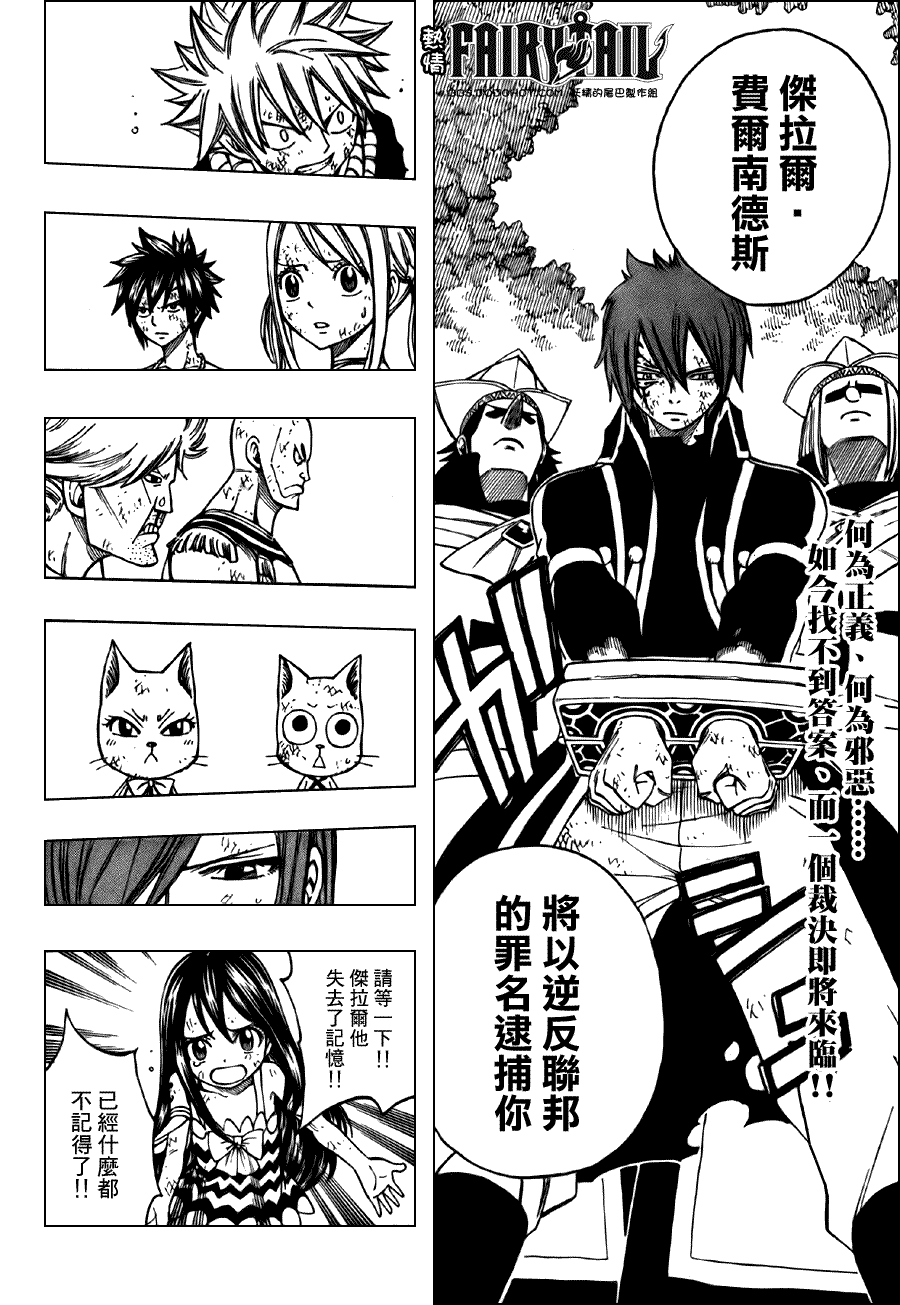 熱情
FAIRY TAIL
妖精的尾巴製作組
傑拉爾·
費爾南德斯
何為正義、何為邪惡……
如今找不到答案、而一個裁決即將來臨!!
將以逆反聯邦
的罪名逮捕你
請等一下!!
傑拉爾他
失去了記憶!!
已經什麼都
不記得了!!